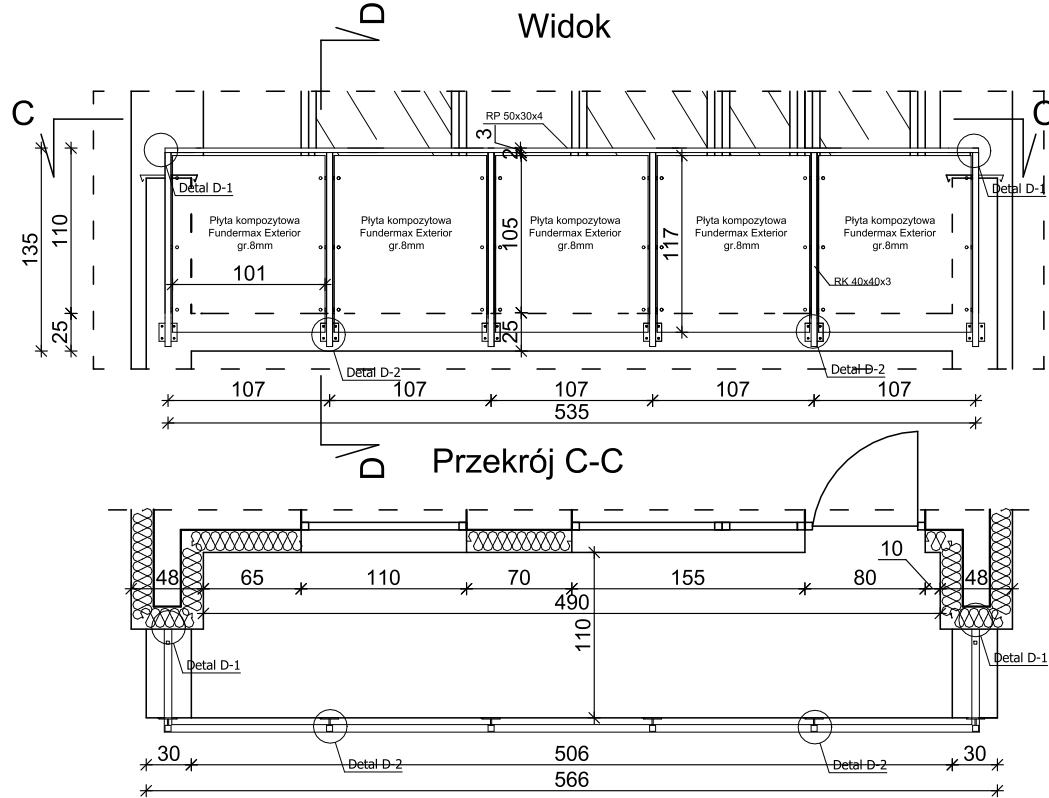 D
Widok
C
C
RP 50x30x4
3
2
Detal D-1
Detal D-1
135
110
25
Płyta kompozytowa
Fundermax Exterior
gr.8mm
Płyta kompozytowa
Fundermax Exterior
gr.8mm
Płyta kompozytowa
Fundermax Exterior
gr.8mm
Płyta kompozytowa
Fundermax Exterior
gr.8mm
Płyta kompozytowa
Fundermax Exterior
gr.8mm
101
105
117
25
RK 40x40x3
Detal D-2
Detal D-2
107
107
107
107
107
535
D
Przekrój C-C
10
48
65
110
70
155
80
48
490
110
Detal D-1
Detal D-1
30
506
30
Detal D-2
Detal D-2
566